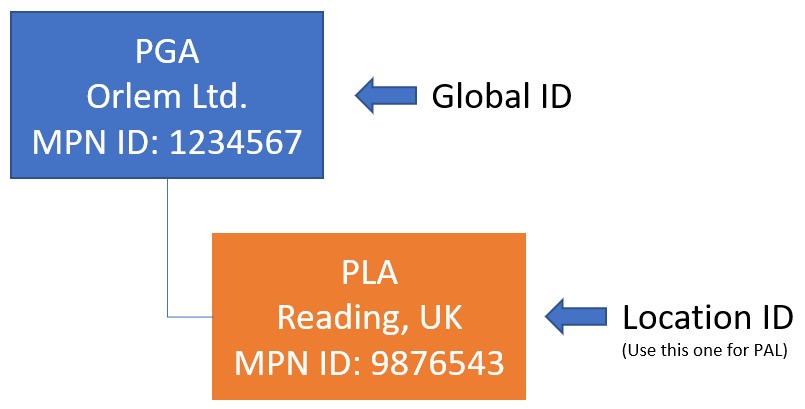 PGA
Orlem Ltd.
MPN ID: 1234567
Global ID
PLA
Reading, UK
MPN ID: 9876543
Location ID
(Use this one for PAL)